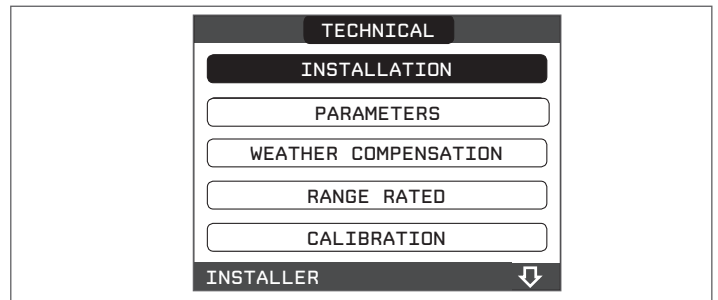 TECHNICAL
INSTALLATION
PARAMETERS
WEATHER COMPENSATION
RANGE RATED
CALIBRATION
INSTALLER